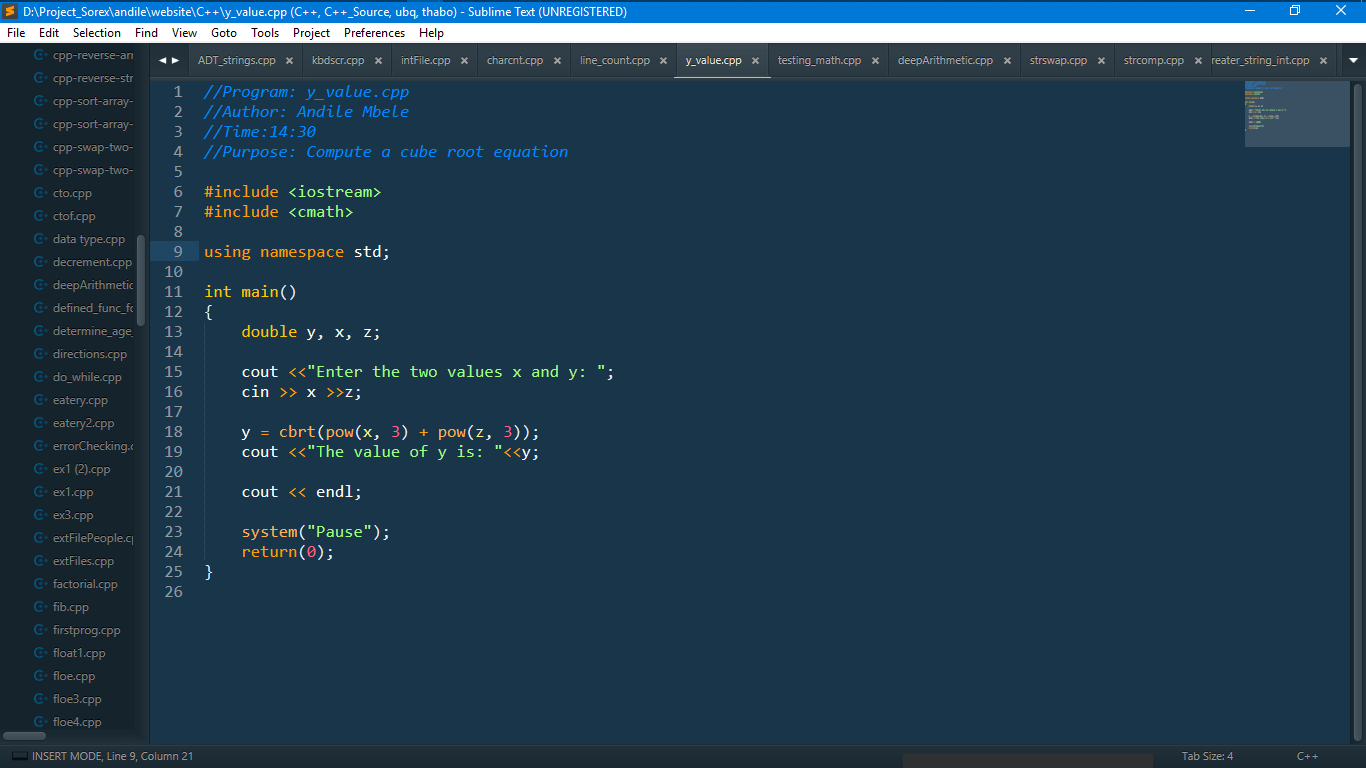 D:\Project_Sorex\andile\website\C++\y_value.cpp (C++, C++_Source, ubq, thabo) - Sublime Text (UNREGISTERED)
File Edit Selection Find View Goto Tools Project Preferences Help
ADT_strings.cpp kbdscr.cpp intFile.cpp charcnt.cpp line_count.cpp y_value.cpp testing_math.cpp deepArithmetic.cpp strswap.cpp strcomp.cpp reater_string_int.cpp
cpp-reverse-arr
cpp-reverse-str
cpp-sort-array-
cpp-sort-array-
cpp-swap-two-
cpp-swap-two-
cto.cpp
ctof.cpp
data type.cpp
decrement.cpp
deepArithmetic
defined_func_fo
determine_age_
directions.cpp
do_while.cpp
eatery.cpp
eatery2.cpp
errorChecking.c
ex1 (2).cpp
ex1.cpp
ex3.cpp
extFilePeople.cp
extFiles.cpp
factorial.cpp
fib.cpp
firstprog.cpp
float1.cpp
floe.cpp
floe3.cpp
floe4.cpp
1 //Program: y_value.cpp
2 //Author: Andile Mbele
3 //Time:14:30
4 //Purpose: Compute a cube root equation
5
6 #include <iostream>
7 #include <cmath>
8
9 using namespace std;
10
11 int main()
12 {
13 double y, x, z;
14
15 cout <<"Enter the two values x and y: ";
16 cin >> x >>z;
17
18 y = cbrt(pow(x, 3) + pow(z, 3));
19 cout <<"The value of y is: "<<y;
20
21 cout << endl;
22
23 system("Pause");
24 return(0);
25 }
26
INSERT MODE, Line 9, Column 21 Tab Size: 4 C++